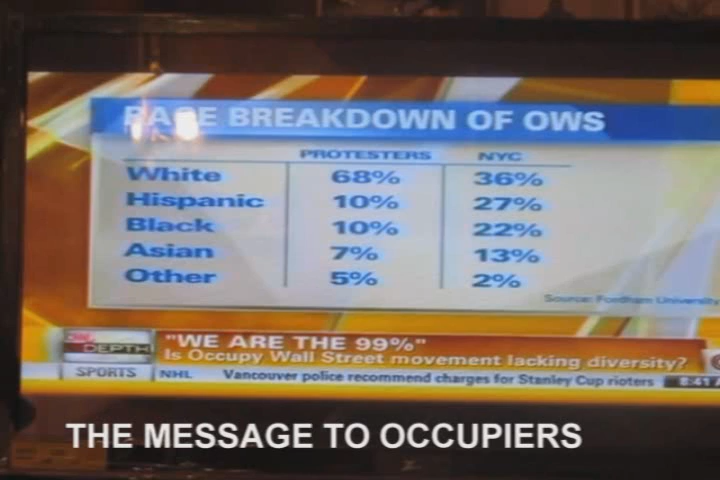 RACE BREAKDOWN OF OWS
PROTESTERS NYC
White 68% 36%
Hispanic 10% 27%
Black 10% 22%
Asian 7% 13%
Other 5% 2%
Source: Fordham University
DEPTH
"WE ARE THE 99%"
Is Occupy Wall Street movement lacking diversity?
SPORTS NHL Vancouver police recommend charges for Stanley Cup rioters 8:41
THE MESSAGE TO OCCUPIERS